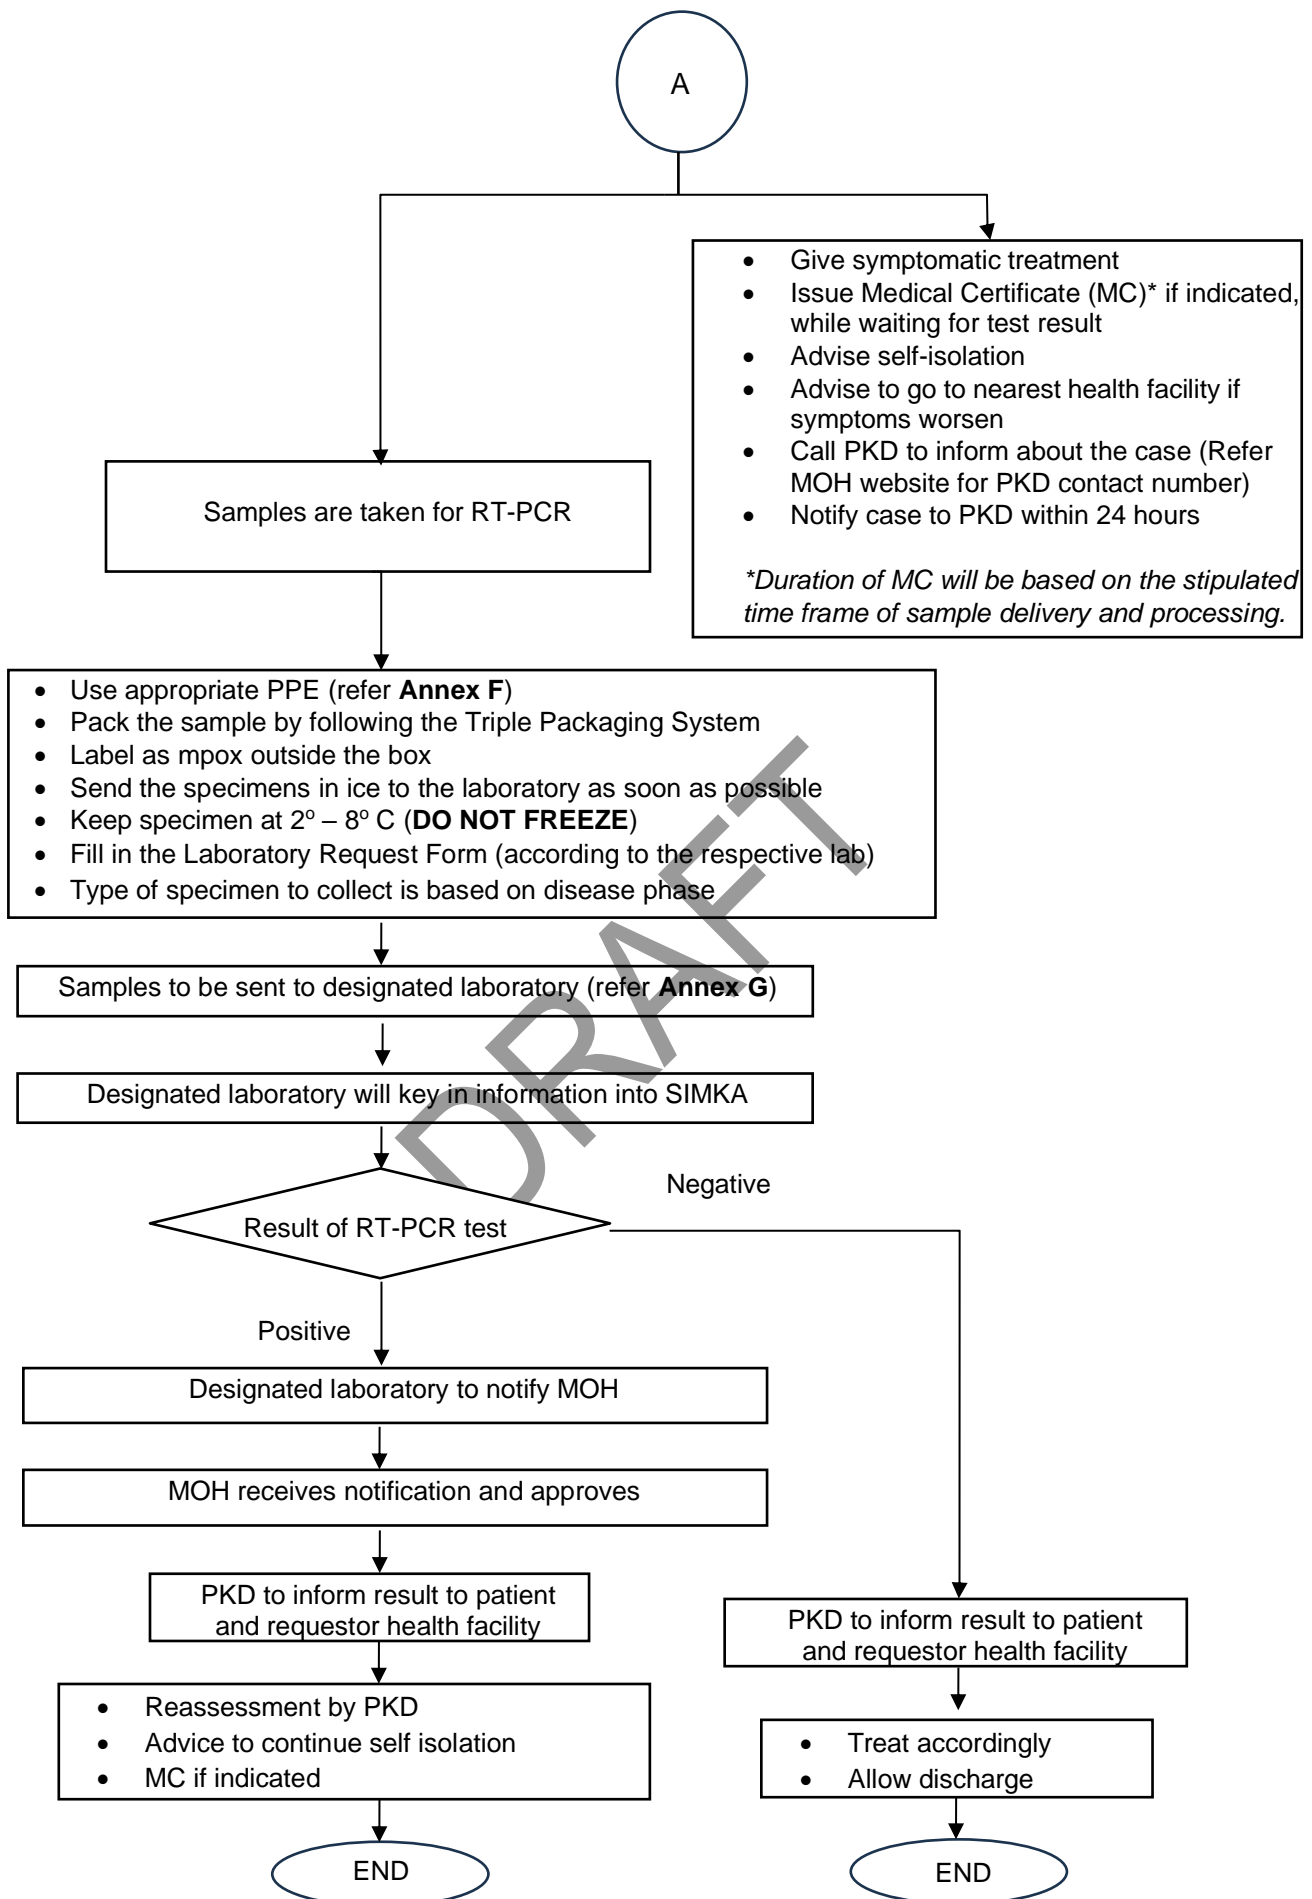 A
• Give symptomatic treatment
• Issue Medical Certificate (MC)* if indicated,
while waiting for test result
• Advise self-isolation
• Advise to go to nearest health facility if
symptoms worsen
• Call PKD to inform about the case (Refer
MOH website for PKD contact number)
• Notify case to PKD within 24 hours
*Duration of MC will be based on the stipulated
time frame of sample delivery and processing.
Samples are taken for RT-PCR
• Use appropriate PPE (refer Annex F)
• Pack the sample by following the Triple Packaging System
• Label as mpox outside the box
• Send the specimens in ice to the laboratory as soon as possible
• Keep specimen at 2º – 8º C (DO NOT FREEZE)
• Fill in the Laboratory Request Form (according to the respective lab)
• Type of specimen to collect is based on disease phase
DRAFT
Samples to be sent to designated laboratory (refer Annex G)
Designated laboratory will key in information into SIMKA
Result of RT-PCR test
Negative
Positive
Designated laboratory to notify MOH
MOH receives notification and approves
PKD to inform result to patient
and requestor health facility
• Reassessment by PKD
• Advice to continue self isolation
• MC if indicated
END
PKD to inform result to patient
and requestor health facility
• Treat accordingly
• Allow discharge
END